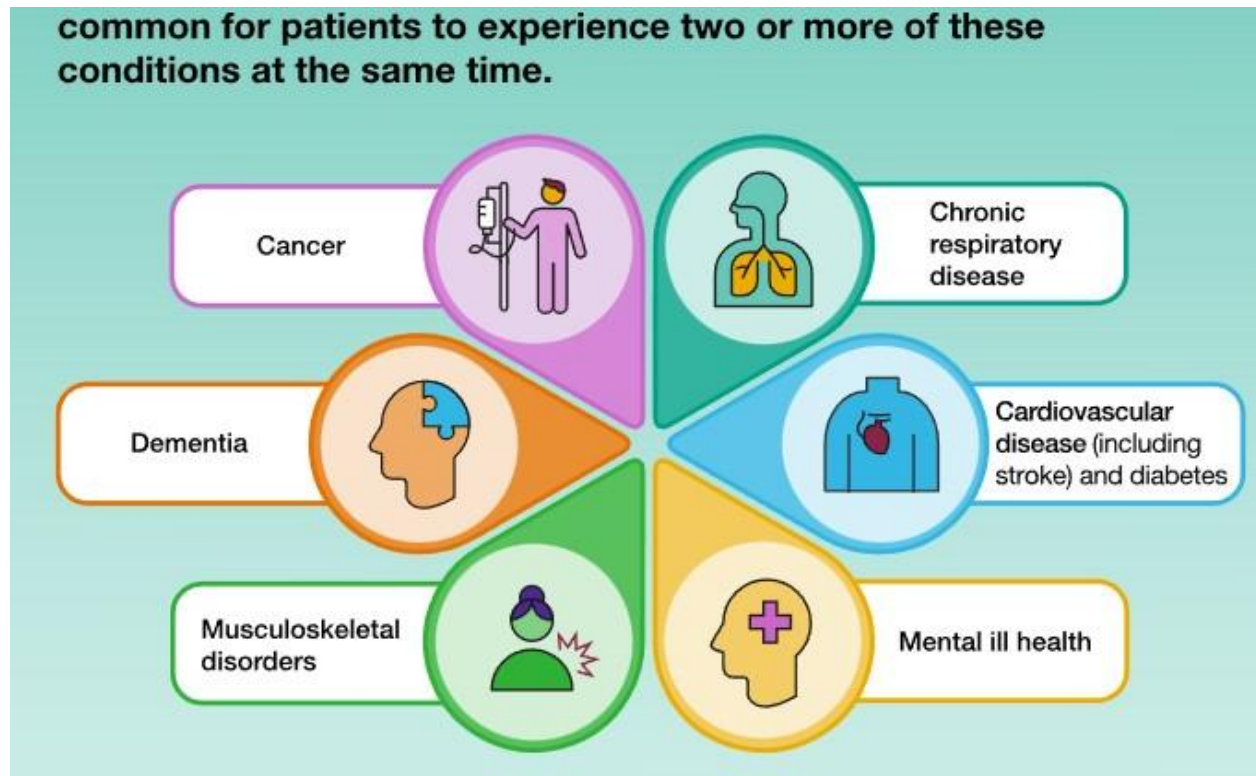 common for patients to experience two or more of these
conditions at the same time.
Cancer
Chronic
respiratory
disease
Dementia
Cardiovascular
disease (including
stroke) and diabetes
Musculoskeletal
disorders
Mental ill health